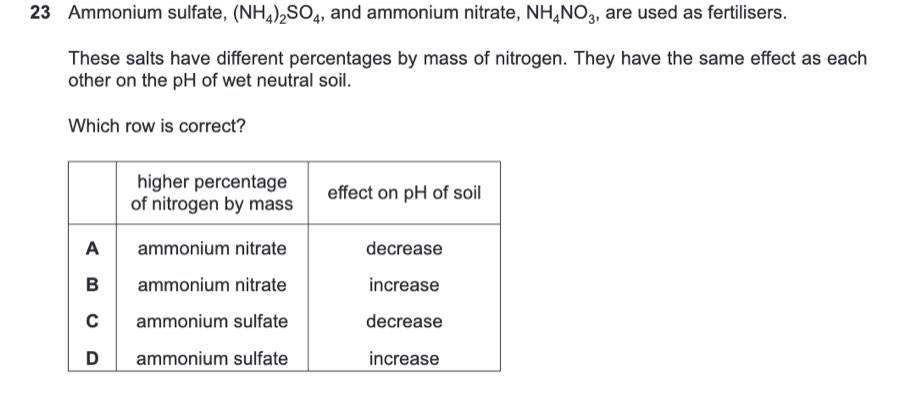 23 Ammonium sulfate, (NH₄)₂SO₄, and ammonium nitrate, NH₄NO₃, are used as fertilisers.
These salts have different percentages by mass of nitrogen. They have the same effect as each
other on the pH of wet neutral soil.
Which row is correct?
higher percentage
of nitrogen by mass
effect on pH of soil
A ammonium nitrate decrease
B ammonium nitrate increase
C ammonium sulfate decrease
D ammonium sulfate increase